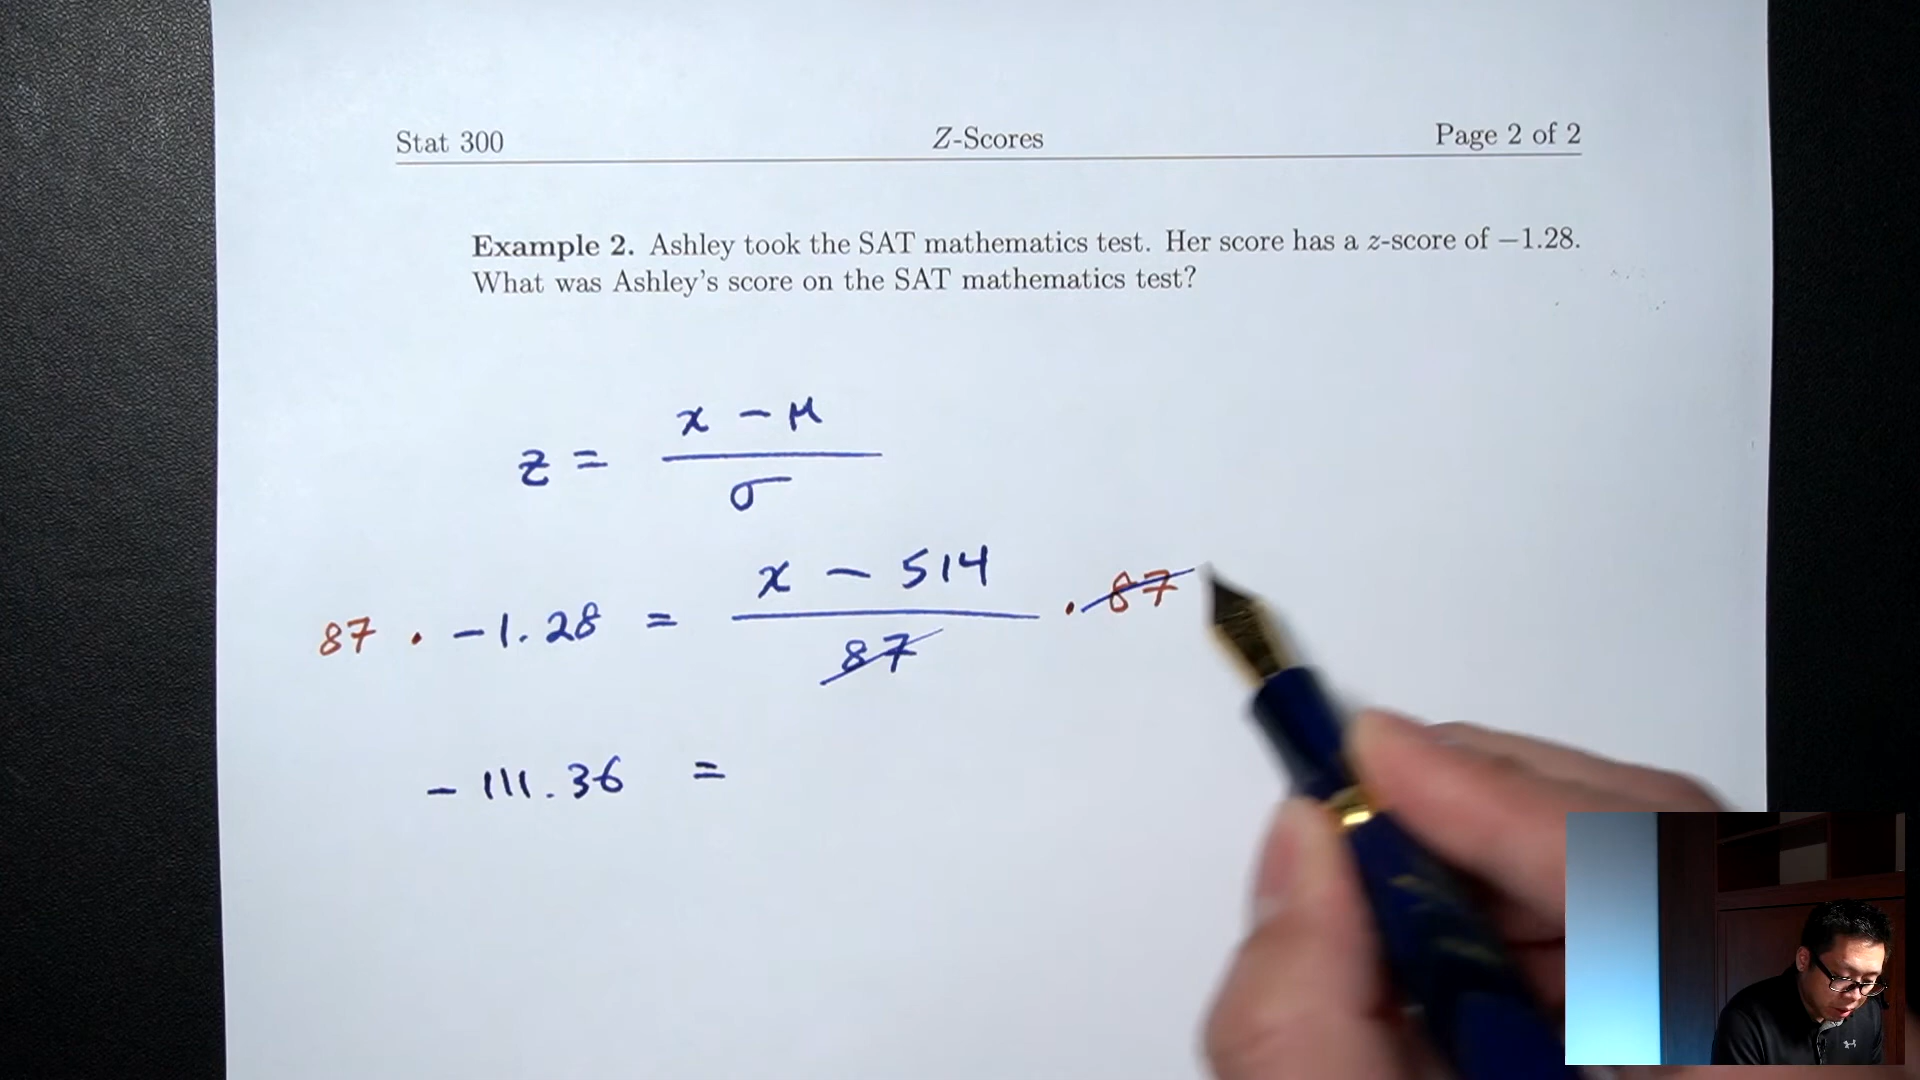 Stat 300 Z-Scores Page 2 of 2
Example 2. Ashley took the SAT mathematics test. Her score has a z-score of −1.28.
What was Ashley's score on the SAT mathematics test?
z = x − μ / σ
87 · −1.28 = x − 514 / 87 · 87
− 111.36 =